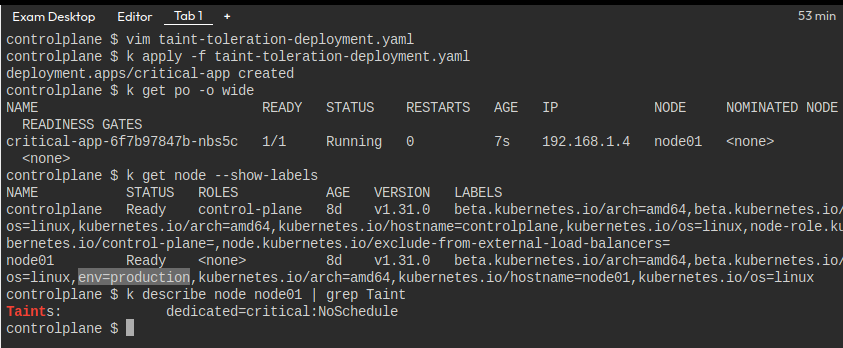 Exam Desktop Editor Tab 1 + 53 min
controlplane $ vim taint-toleration-deployment.yaml
controlplane $ k apply -f taint-toleration-deployment.yaml
deployment.apps/critical-app created
controlplane $ k get po -o wide
NAME READY STATUS RESTARTS AGE IP NODE NOMINATED NODE
READINESS GATES
critical-app-6f7b97847b-nbs5c 1/1 Running 0 7s 192.168.1.4 node01 <none>
<none>
controlplane $ k get node --show-labels
NAME STATUS ROLES AGE VERSION LABELS
controlplane Ready control-plane 8d v1.31.0 beta.kubernetes.io/arch=amd64,beta.kubernetes.io/
os=linux,kubernetes.io/arch=amd64,kubernetes.io/hostname=controlplane,kubernetes.io/os=linux,node-role.ku
bernetes.io/control-plane=,node.kubernetes.io/exclude-from-external-load-balancers=
node01 Ready <none> 8d v1.31.0 beta.kubernetes.io/arch=amd64,beta.kubernetes.io/
os=linux,env=production,kubernetes.io/arch=amd64,kubernetes.io/hostname=node01,kubernetes.io/os=linux
controlplane $ k describe node node01 | grep Taint
Taints: dedicated=critical:NoSchedule
controlplane $